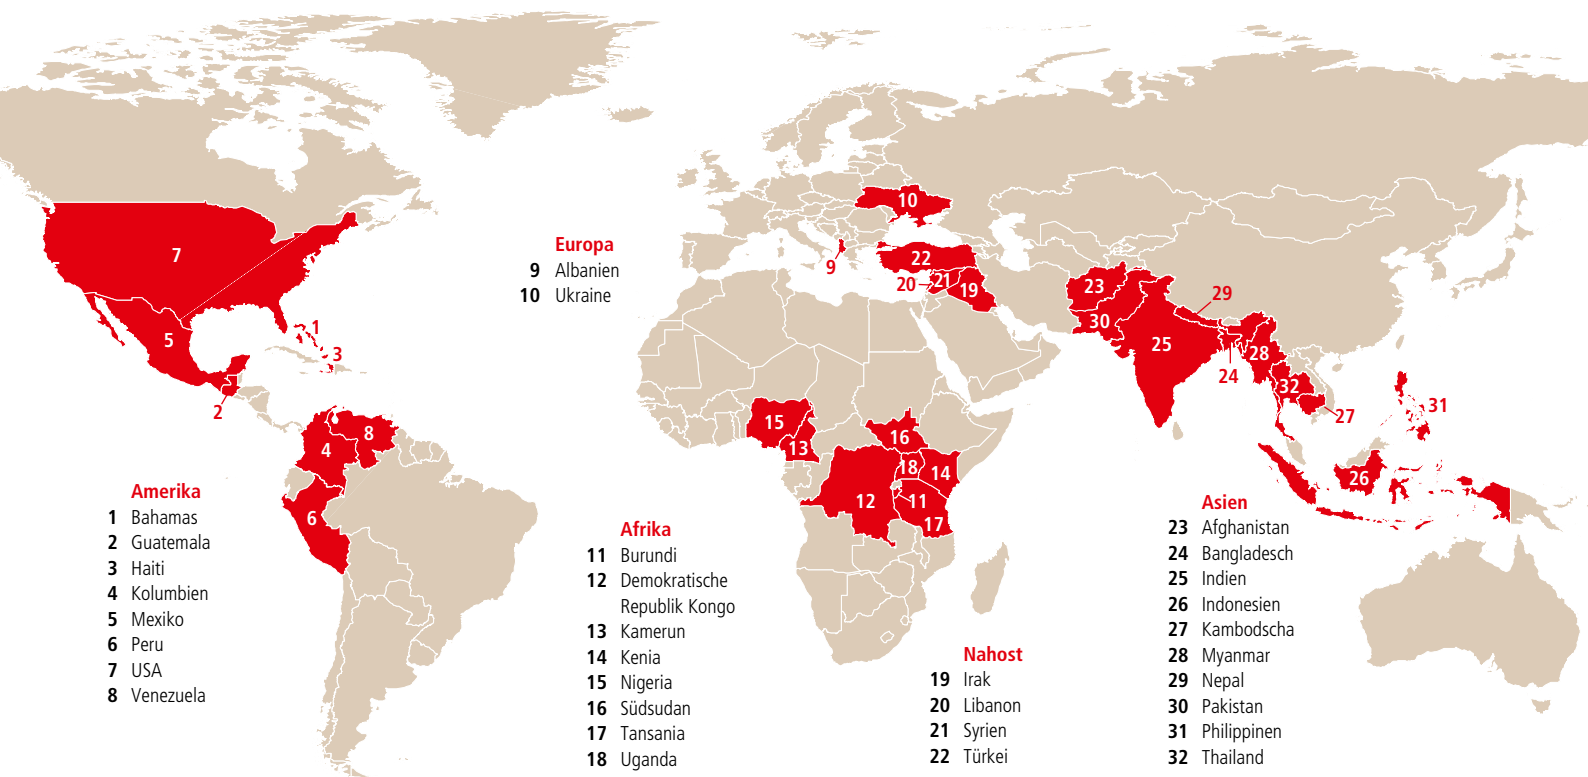 10
7
22
9
20
21
19
23
29
1
30
5
3
25
28
24
32
2
31
27
15
8
16
13
4
18
14
26
12
11
6
17
Europa
9 Albanien
10 Ukraine
Amerika
1 Bahamas
2 Guatemala
3 Haiti
4 Kolumbien
5 Mexiko
6 Peru
7 USA
8 Venezuela
Afrika
11 Burundi
12 Demokratische
Republik Kongo
13 Kamerun
14 Kenia
15 Nigeria
16 Südsudan
17 Tansania
18 Uganda
Nahost
19 Irak
20 Libanon
21 Syrien
22 Türkei
Asien
23 Afghanistan
24 Bangladesch
25 Indien
26 Indonesien
27 Kambodscha
28 Myanmar
29 Nepal
30 Pakistan
31 Philippinen
32 Thailand